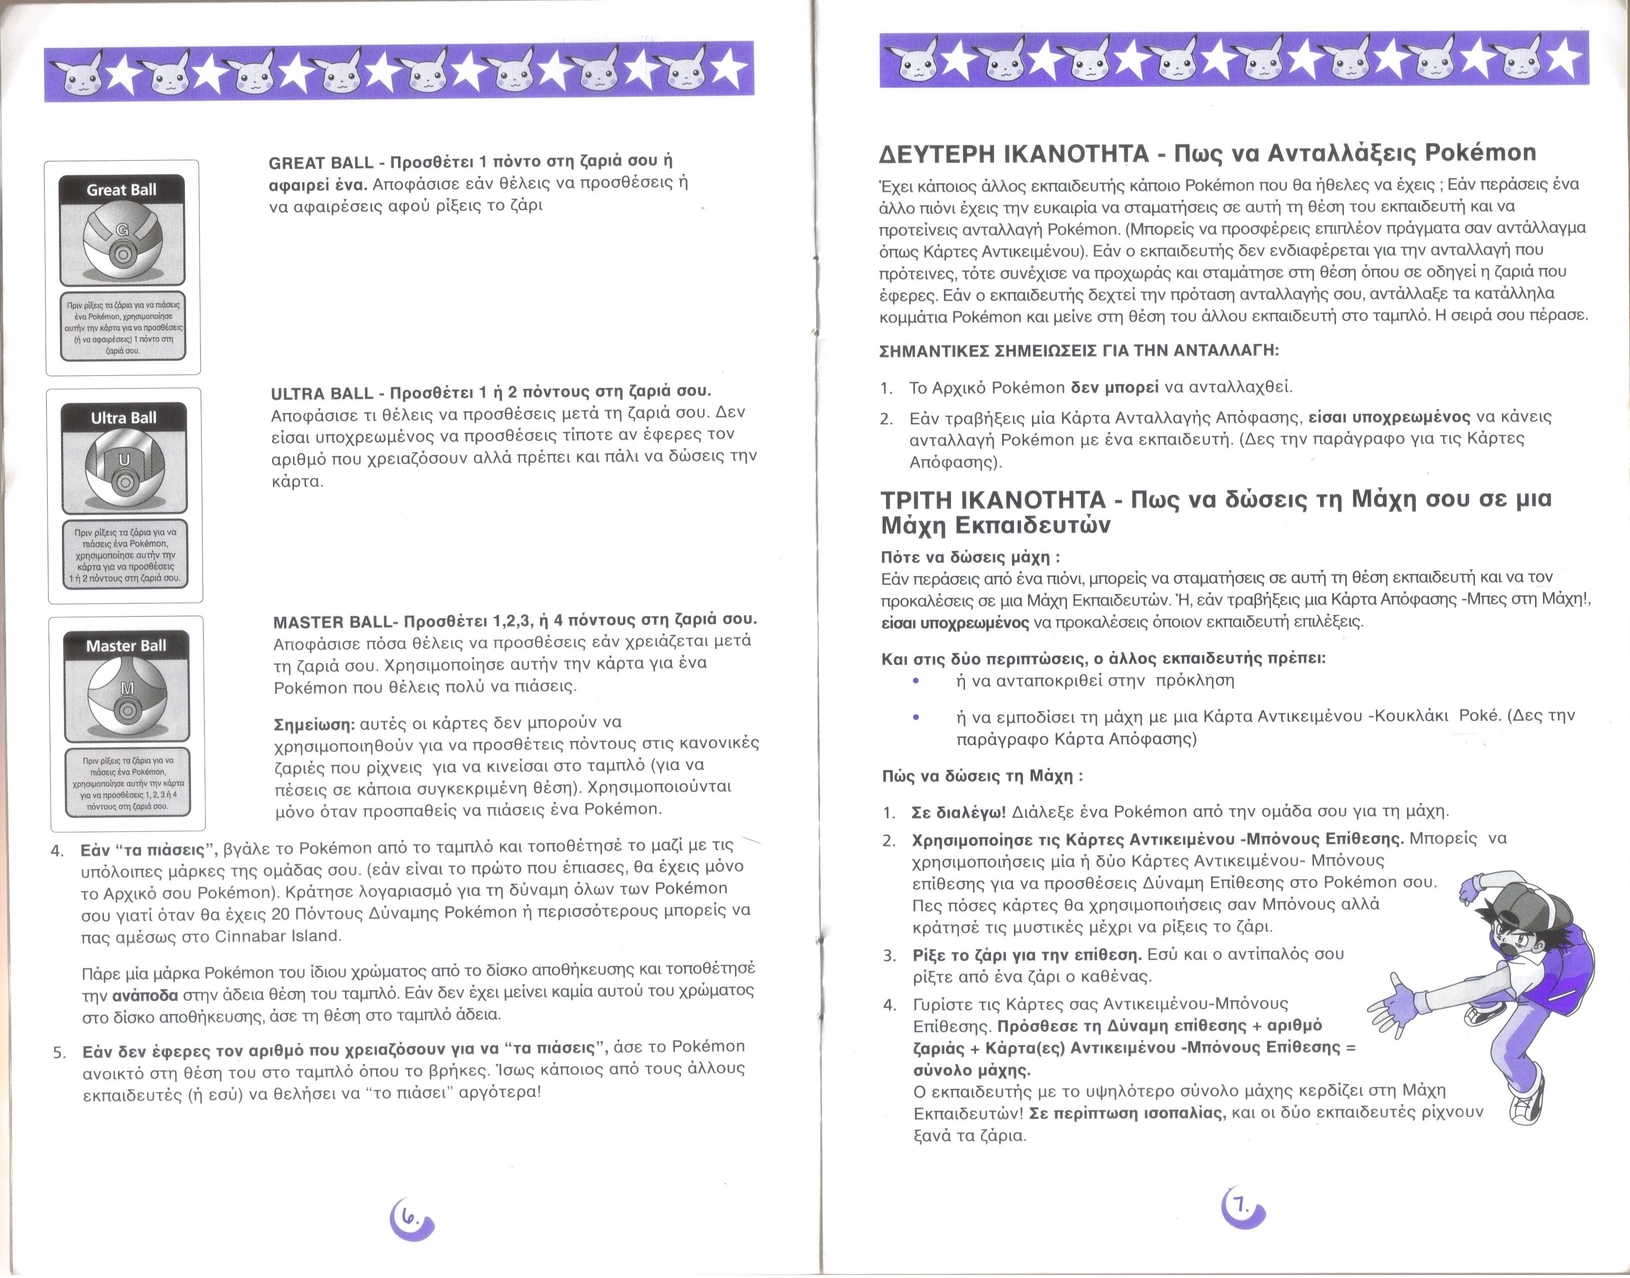 Great Ball
G
Πριν ρίξεις τα ζάρια για να πιάσεις
ένα Pokémon, χρησιμοποίησε
αυτήν την κάρτα για να προσθέσεις
(ή να αφαιρέσεις) 1 πόντο στη
ζαριά σου.
GREAT BALL - Προσθέτει 1 πόντο στη ζαριά σου ή
αφαιρεί ένα. Αποφάσισε εάν θέλεις να προσθέσεις ή
να αφαιρέσεις αφού ρίξεις το ζάρι
Ultra Ball
U
Πριν ρίξεις τα ζάρια για να
πιάσεις ένα Pokémon,
χρησιμοποίησε αυτήν την
κάρτα για να προσθέσεις
1 ή 2 πόντους στη ζαριά σου.
ULTRA BALL - Προσθέτει 1 ή 2 πόντους στη ζαριά σου.
Αποφάσισε τι θέλεις να προσθέσεις μετά τη ζαριά σου. Δεν
είσαι υποχρεωμένος να προσθέσεις τίποτε αν έφερες τον
αριθμό που χρειαζόσουν αλλά πρέπει και πάλι να δώσεις την
κάρτα.
Master Ball
M
Πριν ρίξεις τα ζάρια για να
πιάσεις ένα Pokémon,
χρησιμοποίησε αυτήν την κάρτα
για να προσθέσεις 1, 2, 3 ή 4
πόντους στη ζαριά σου.
MASTER BALL- Προσθέτει 1,2,3, ή 4 πόντους στη ζαριά σου.
Αποφάσισε πόσα θέλεις να προσθέσεις εάν χρειάζεται μετά
τη ζαριά σου. Χρησιμοποίησε αυτήν την κάρτα για ένα
Pokémon που θέλεις πολύ να πιάσεις.
Σημείωση: αυτές οι κάρτες δεν μπορούν να
χρησιμοποιηθούν για να προσθέτεις πόντους στις κανονικές
ζαριές που ρίχνεις για να κινείσαι στο ταμπλό (για να
πέσεις σε κάποια συγκεκριμένη θέση). Χρησιμοποιούνται
μόνο όταν προσπαθείς να πιάσεις ένα Pokémon.
4. Εάν “τα πιάσεις”, βγάλε το Pokémon από το ταμπλό και τοποθέτησέ το μαζί με τις
υπόλοιπες μάρκες της ομάδας σου. (εάν είναι το πρώτο που έπιασες, θα έχεις μόνο
το Αρχικό σου Pokémon). Κράτησε λογαριασμό για τη δύναμη όλων των Pokémon
σου γιατί όταν θα έχεις 20 Πόντους Δύναμης Pokémon ή περισσότερους μπορείς να
πας αμέσως στο Cinnabar Island.
Πάρε μία μάρκα Pokémon του ίδιου χρώματος από το δίσκο αποθήκευσης και τοποθέτησέ
την ανάποδα στην άδεια θέση του ταμπλό. Εάν δεν έχει μείνει καμία αυτού του χρώματος
στο δίσκο αποθήκευσης, άσε τη θέση στο ταμπλό άδεια.
5. Εάν δεν έφερες τον αριθμό που χρειαζόσουν για να “τα πιάσεις”, άσε το Pokémon
ανοικτό στη θέση του στο ταμπλό όπου το βρήκες. Ίσως κάποιος από τους άλλους
εκπαιδευτές (ή εσύ) να θελήσει να “το πιάσει” αργότερα!
6.
ΔΕΥΤΕΡΗ ΙΚΑΝΟΤΗΤΑ - Πως να Ανταλλάξεις Pokémon
Έχει κάποιος άλλος εκπαιδευτής κάποιο Pokémon που θα ήθελες να έχεις ; Εάν περάσεις ένα
άλλο πιόνι έχεις την ευκαιρία να σταματήσεις σε αυτή τη θέση του εκπαιδευτή και να
προτείνεις ανταλλαγή Pokémon. (Μπορείς να προσφέρεις επιπλέον πράγματα σαν αντάλλαγμα
όπως Κάρτες Αντικειμένου). Εάν ο εκπαιδευτής δεν ενδιαφέρεται για την ανταλλαγή που
πρότεινες, τότε συνέχισε να προχωράς και σταμάτησε στη θέση όπου σε οδηγεί η ζαριά που
έφερες. Εάν ο εκπαιδευτής δεχτεί την πρόταση ανταλλαγής σου, αντάλλαξε τα κατάλληλα
κομμάτια Pokémon και μείνε στη θέση του άλλου εκπαιδευτή στο ταμπλό. Η σειρά σου πέρασε.
ΣΗΜΑΝΤΙΚΕΣ ΣΗΜΕΙΩΣΕΙΣ ΓΙΑ ΤΗΝ ΑΝΤΑΛΛΑΓΗ:
1. Το Αρχικό Pokémon δεν μπορεί να ανταλλαχθεί.
2. Εάν τραβήξεις μία Κάρτα Ανταλλαγής Απόφασης, είσαι υποχρεωμένος να κάνεις
ανταλλαγή Pokémon με ένα εκπαιδευτή. (Δες την παράγραφο για τις Κάρτες
Απόφασης).
ΤΡΙΤΗ ΙΚΑΝΟΤΗΤΑ - Πως να δώσεις τη Μάχη σου σε μια
Μάχη Εκπαιδευτών
Πότε να δώσεις μάχη :
Εάν περάσεις από ένα πιόνι, μπορείς να σταματήσεις σε αυτή τη θέση εκπαιδευτή και να τον
προκαλέσεις σε μια Μάχη Εκπαιδευτών. Ή, εάν τραβήξεις μια Κάρτα Απόφασης -Μπες στη Μάχη!,
είσαι υποχρεωμένος να προκαλέσεις όποιον εκπαιδευτή επιλέξεις.
Και στις δύο περιπτώσεις, ο άλλος εκπαιδευτής πρέπει:
• ή να ανταποκριθεί στην πρόκληση
• ή να εμποδίσει τη μάχη με μια Κάρτα Αντικειμένου -Κουκλάκι Poké. (Δες την
παράγραφο Κάρτα Απόφασης)
Πώς να δώσεις τη Μάχη :
1. Σε διαλέγω! Διάλεξε ένα Pokémon από την ομάδα σου για τη μάχη.
2. Χρησιμοποίησε τις Κάρτες Αντικειμένου -Μπόνους Επίθεσης. Μπορείς να
χρησιμοποιήσεις μία ή δύο Κάρτες Αντικειμένου- Μπόνους
επίθεσης για να προσθέσεις Δύναμη Επίθεσης στο Pokémon σου.
Πες πόσες κάρτες θα χρησιμοποιήσεις σαν Μπόνους αλλά
κράτησέ τις μυστικές μέχρι να ρίξεις το ζάρι.
3. Ρίξε το ζάρι για την επίθεση. Εσύ και ο αντίπαλός σου
ρίξτε από ένα ζάρι ο καθένας.
4. Γυρίστε τις Κάρτες σας Αντικειμένου-Μπόνους
Επίθεσης. Πρόσθεσε τη Δύναμη επίθεσης + αριθμό
ζαριάς + Κάρτα(ες) Αντικειμένου -Μπόνους Επίθεσης =
σύνολο μάχης.
Ο εκπαιδευτής με το υψηλότερο σύνολο μάχης κερδίζει στη Μάχη
Εκπαιδευτών! Σε περίπτωση ισοπαλίας, και οι δύο εκπαιδευτές ρίχνουν
ξανά τα ζάρια.
7.